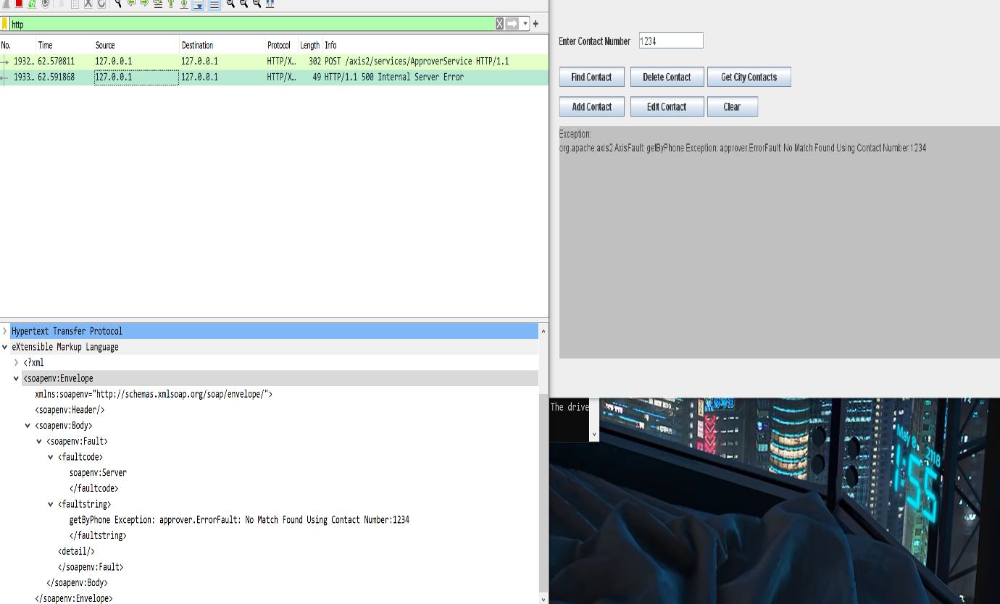 http
+
No. Time Source Destination Protocol Length Info
1932… 62.570811 127.0.0.1 127.0.0.1 HTTP/X… 302 POST /axis2/services/ApproverService HTTP/1.1
1933… 62.591868 127.0.0.1 127.0.0.1 HTTP/X… 49 HTTP/1.1 500 Internal Server Error
Hypertext Transfer Protocol
eXtensible Markup Language
<?xml
<soapenv:Envelope
xmlns:soapenv="http://schemas.xmlsoap.org/soap/envelope/">
<soapenv:Header/>
<soapenv:Body>
<soapenv:Fault>
<faultcode>
soapenv:Server
</faultcode>
<faultstring>
getByPhone Exception: approver.ErrorFault: No Match Found Using Contact Number:1234
</faultstring>
<detail/>
</soapenv:Fault>
</soapenv:Body>
</soapenv:Envelope>
Enter Contact Number 1234
Find Contact Delete Contact Get City Contacts
Add Contact Edit Contact Clear
Exception:
org.apache.axis2.AxisFault: getByPhone Exception: approver.ErrorFault: No Match Found Using Contact Number:1234
The drive
May 8, 2118
1:55